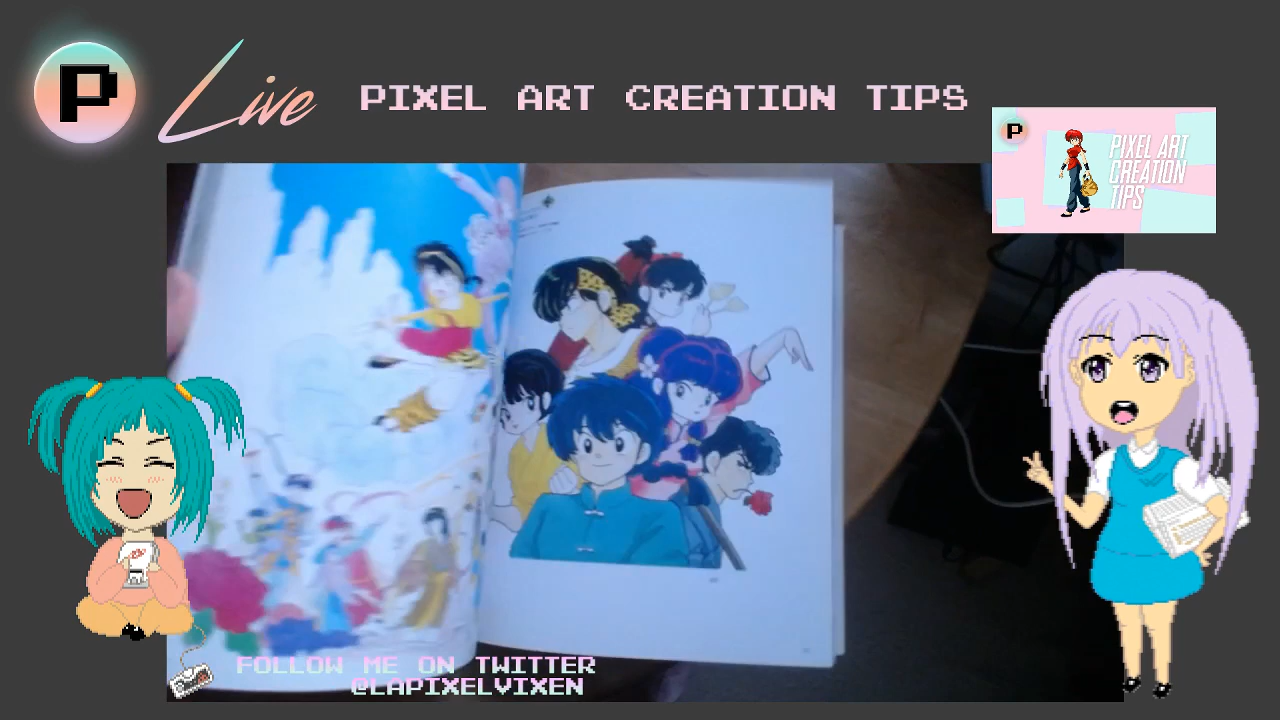 P Live
PIXEL ART CREATION TIPS
P
PIXEL ART
CREATION
TIPS
FOLLOW ME ON TWITTER
@LAPIXELVIXEN